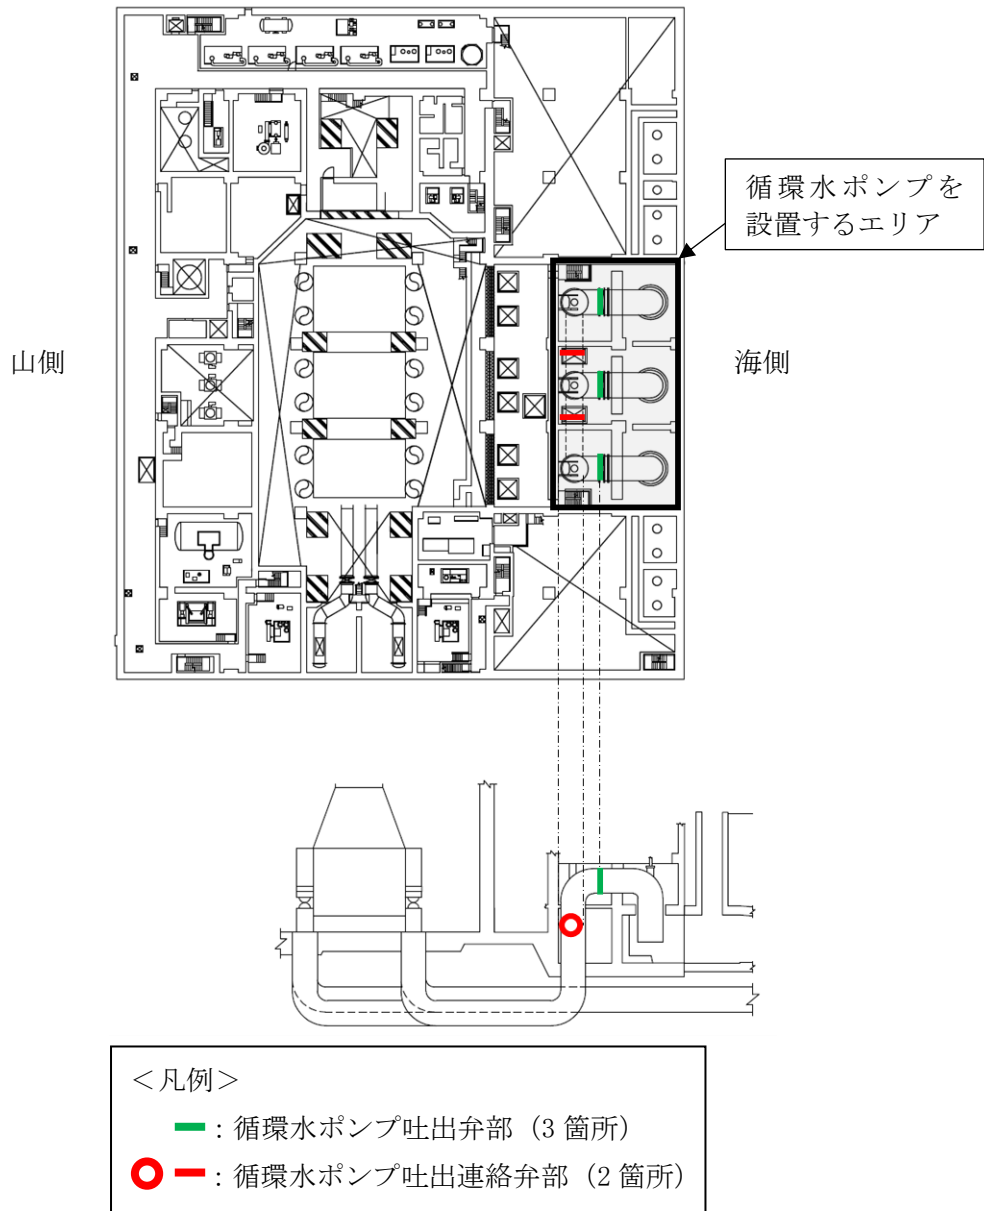 循環水ポンプを
設置するエリア
山側
海側
＜凡例＞
：循環水ポンプ吐出弁部（3 箇所）
：循環水ポンプ吐出連絡弁部（2 箇所）